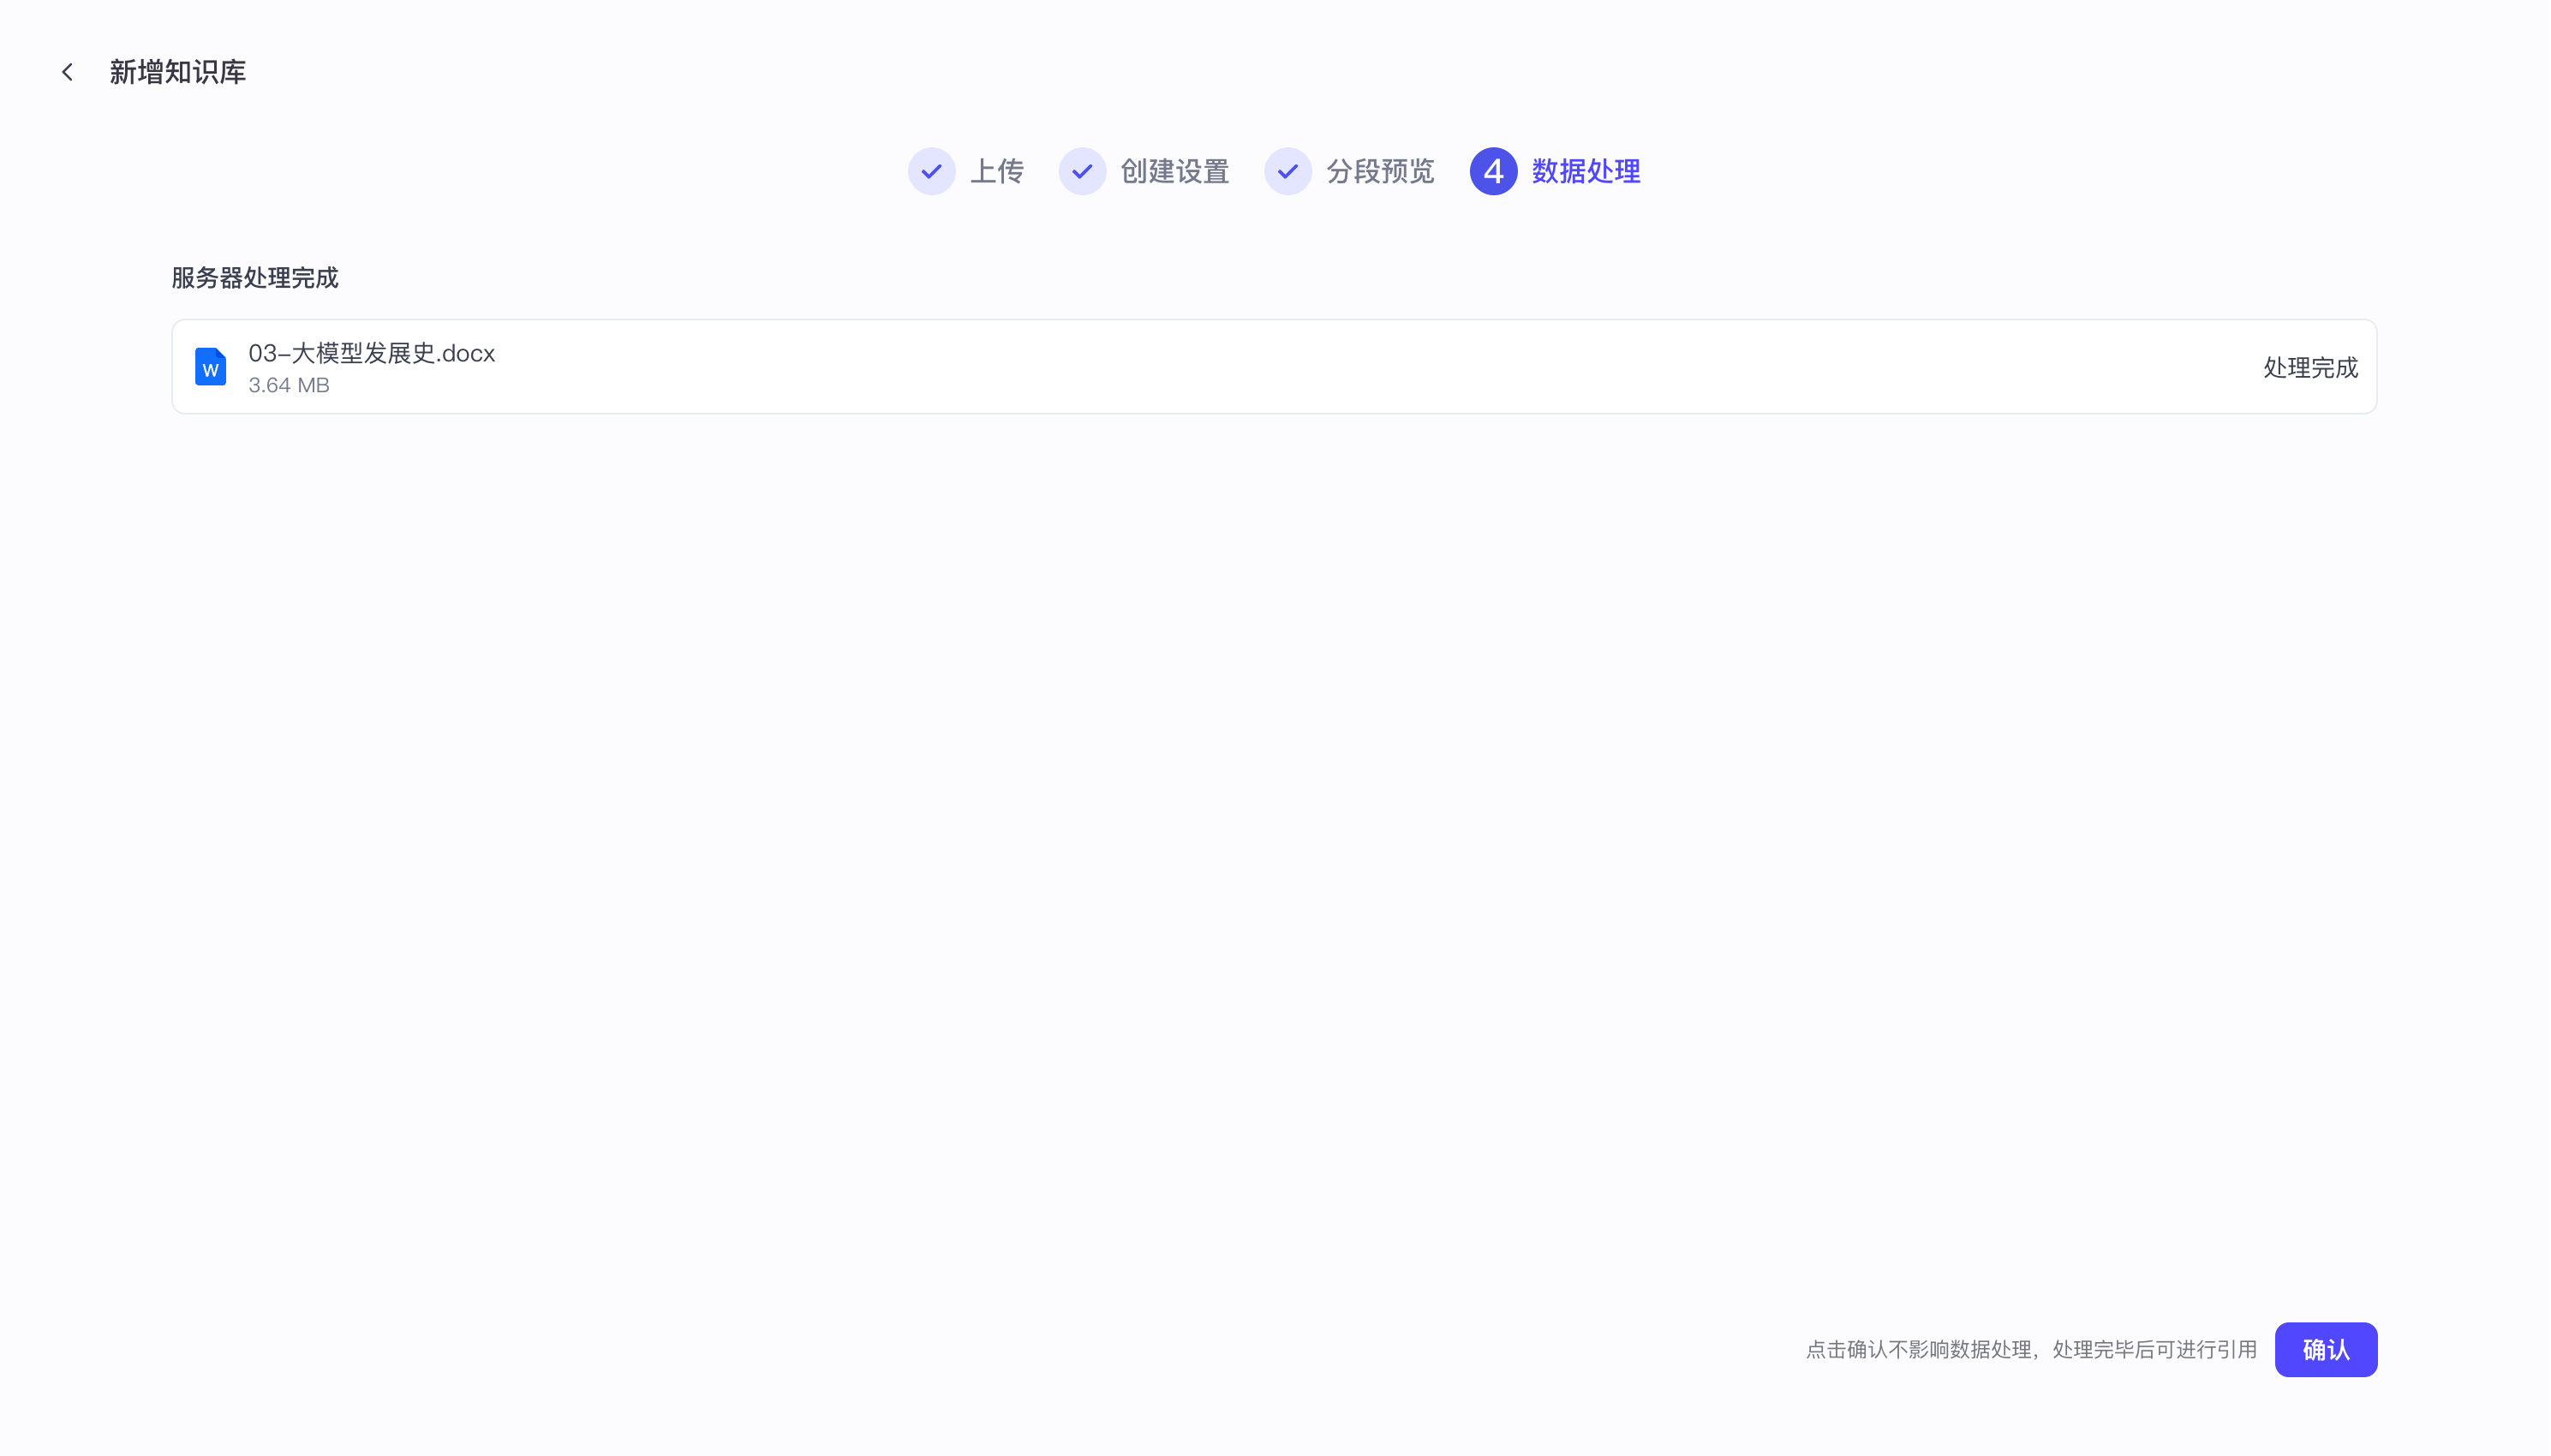 新增知识库
上传 创建设置 分段预览 4 数据处理
服务器处理完成
W 03-大模型发展史.docx
3.64 MB
处理完成
点击确认不影响数据处理，处理完毕后可进行引用 确认